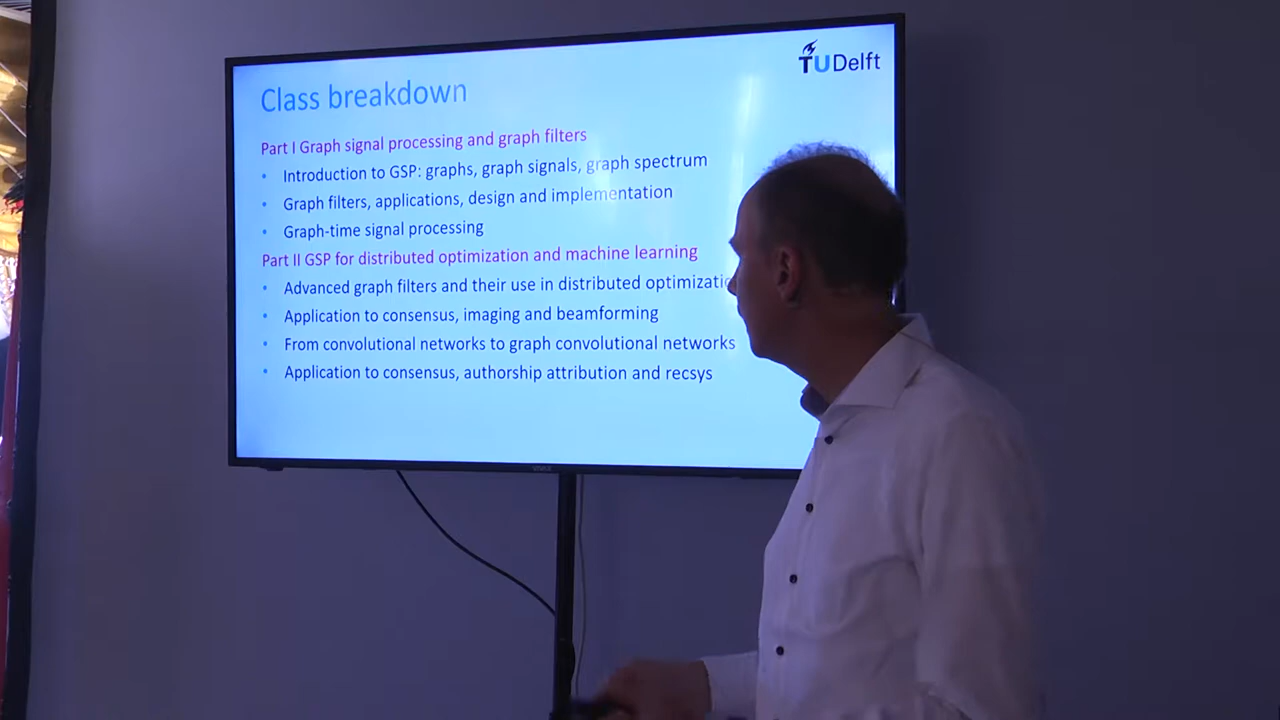 TUDelft
Class breakdown
Part I Graph signal processing and graph filters
• Introduction to GSP: graphs, graph signals, graph spectrum
• Graph filters, applications, design and implementation
• Graph-time signal processing
Part II GSP for distributed optimization and machine learning
• Advanced graph filters and their use in distributed optimizatio
• Application to consensus, imaging and beamforming
• From convolutional networks to graph convolutional networks
• Application to consensus, authorship attribution and recsys